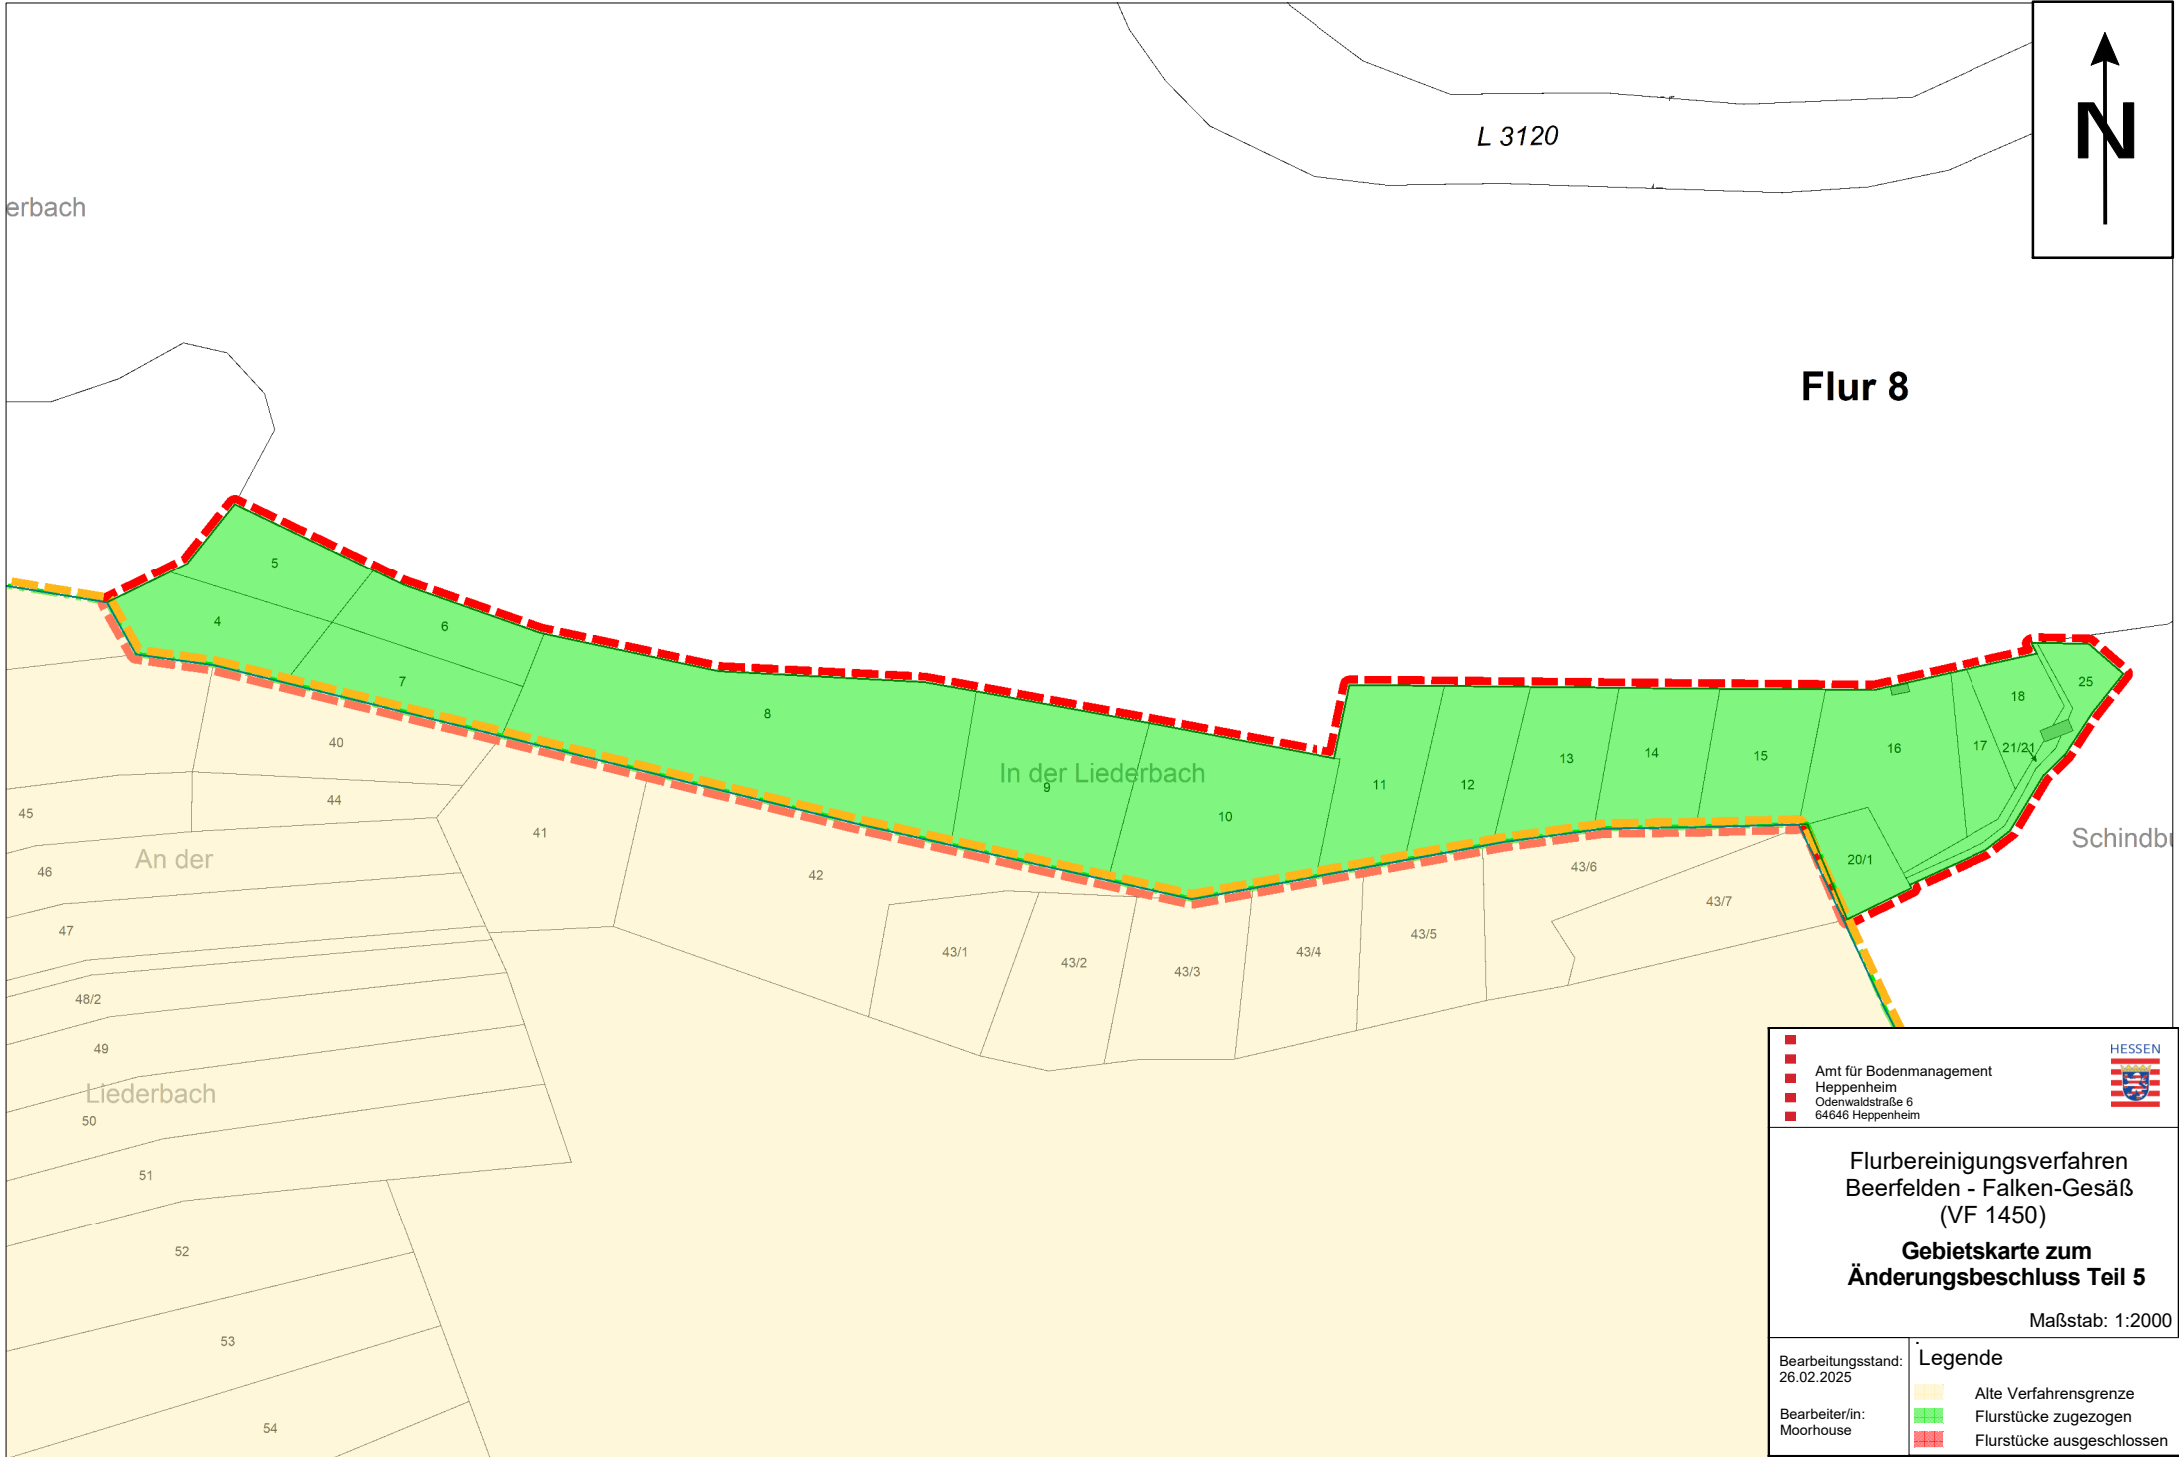 L 3120
N
erbach
Flur 8
5
4
6
7
8
In der Liederbach
9
10
11
12
13
14
15
16
17
18
25
21/21
20/1
Schindbu
40
44
45
41
An der
46
42
43/6
43/7
47
43/1
43/2
43/3
43/4
43/5
48/2
49
Liederbach
50
51
52
53
54
HESSEN
Amt für Bodenmanagement
Heppenheim
Odenwaldstraße 6
64646 Heppenheim
Flurbereinigungsverfahren
Beerfelden - Falken-Gesäß
(VF 1450)
Gebietskarte zum
Änderungsbeschluss Teil 5
Maßstab: 1:2000
Bearbeitungsstand:
26.02.2025
Bearbeiter/in:
Moorhouse
Legende
Alte Verfahrensgrenze
Flurstücke zugezogen
Flurstücke ausgeschlossen